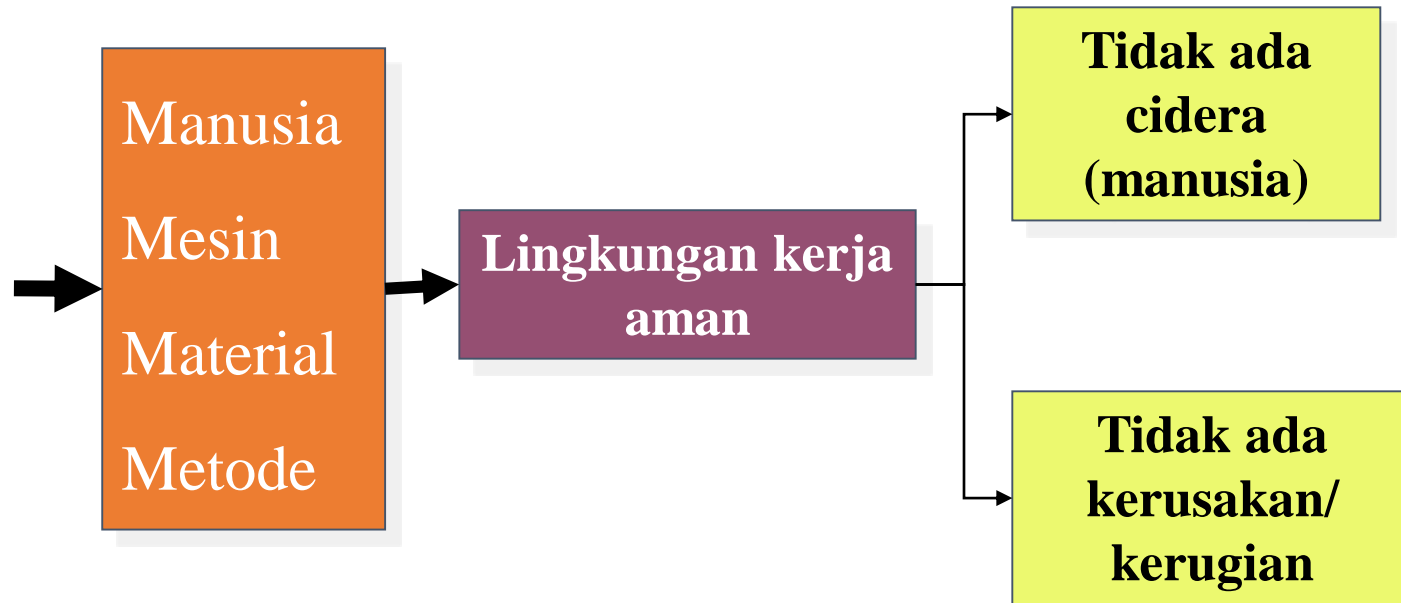 Manusia
Mesin
Material
Metode
Lingkungan kerja
aman
Tidak ada
cidera
(manusia)
Tidak ada
kerusakan/
kerugian